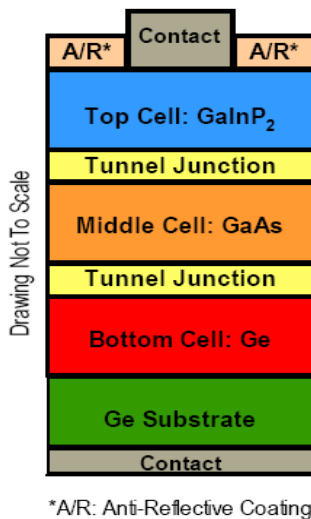 Contact
A/R*
A/R*
Top Cell: GaInP₂
Tunnel Junction
Middle Cell: GaAs
Tunnel Junction
Bottom Cell: Ge
Ge Substrate
Contact
Drawing Not To Scale
*A/R: Anti-Reflective Coating